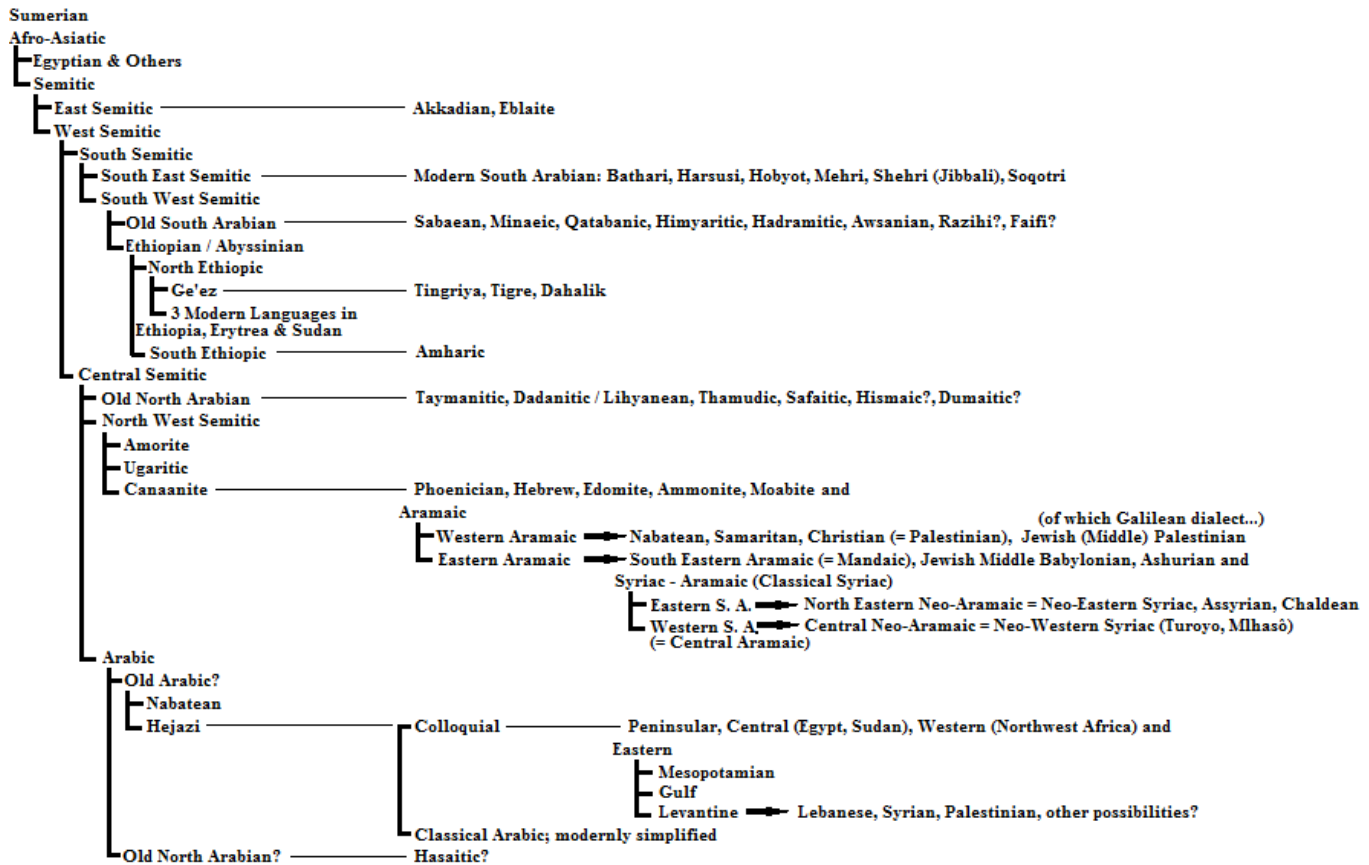 Sumerian
Afro-Asiatic
Egyptian & Others
Semitic
East Semitic Akkadian, Eblaite
West Semitic
South Semitic
South East Semitic Modern South Arabian: Bathari, Harsusi, Hobyot, Mehri, Shehri (Jibbali), Soqotri
South West Semitic
Old South Arabian Sabaean, Minaeic, Qatabanic, Himyaritic, Hadramitic, Awsanian, Razihi?, Faifi?
Ethiopian / Abyssinian
North Ethiopic
Ge'ez Tingriya, Tigre, Dahalik
3 Modern Languages in
Ethiopia, Erytrea & Sudan
South Ethiopic Amharic
Central Semitic
Old North Arabian Taymanitic, Dadanitic / Lihyanean, Thamudic, Safaitic, Hismaic?, Dumaitic?
North West Semitic
Amorite
Ugaritic
Canaanite Phoenician, Hebrew, Edomite, Ammonite, Moabite and
Aramaic
(of which Galilean dialect...)
Western Aramaic Nabatean, Samaritan, Christian (= Palestinian), Jewish (Middle) Palestinian
Eastern Aramaic South Eastern Aramaic (= Mandaic), Jewish Middle Babylonian, Ashurian and
Syriac - Aramaic (Classical Syriac)
Eastern S. A. North Eastern Neo-Aramaic = Neo-Eastern Syriac, Assyrian, Chaldean
Western S. A. Central Neo-Aramaic = Neo-Western Syriac (Turoyo, Mlhasô)
(= Central Aramaic)
Arabic
Old Arabic?
Nabatean
Hejazi Colloquial Peninsular, Central (Egypt, Sudan), Western (Northwest Africa) and
Eastern
Mesopotamian
Gulf
Levantine Lebanese, Syrian, Palestinian, other possibilities?
Classical Arabic; modernly simplified
Old North Arabian? Hasaitic?